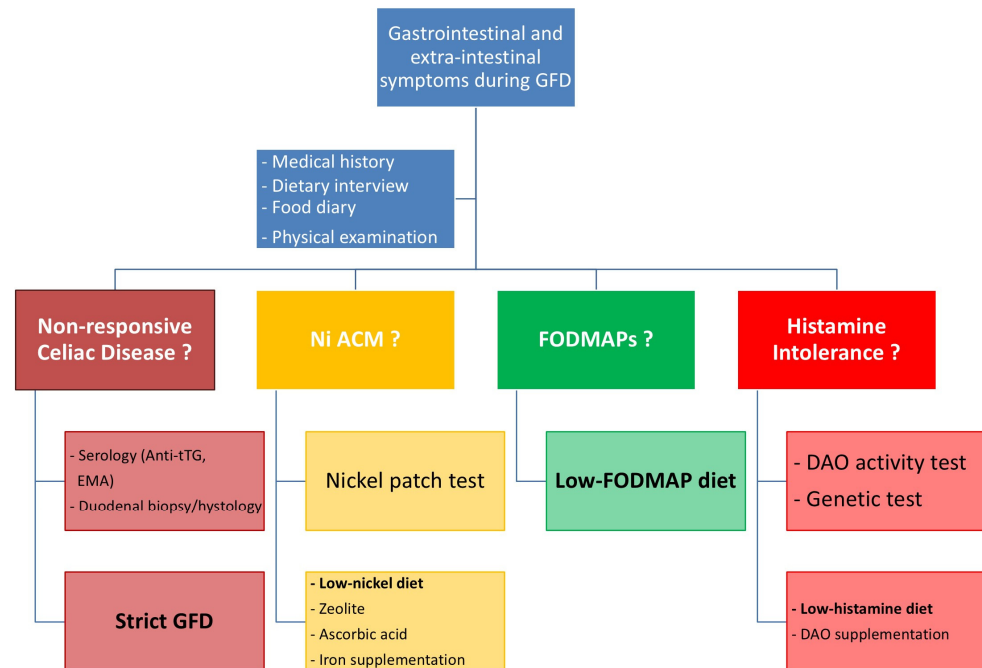 Gastrointestinal and
extra-intestinal
symptoms during GFD
- Medical history
- Dietary interview
- Food diary
- Physical examination
Non-responsive
Celiac Disease ?
Ni ACM ?
FODMAPs ?
Histamine
Intolerance ?
- Serology (Anti-tTG,
EMA)
- Duodenal biopsy/hystology
Nickel patch test
Low-FODMAP diet
- DAO activity test
- Genetic test
Strict GFD
- Low-nickel diet
- Zeolite
- Ascorbic acid
- Iron supplementation
- Low-histamine diet
- DAO supplementation